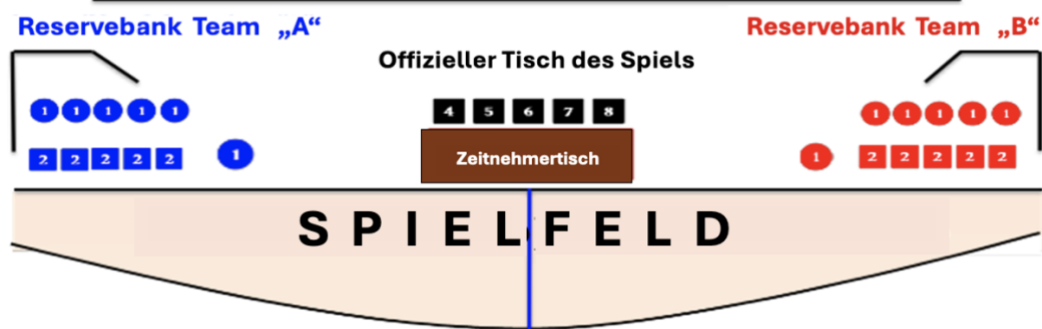 Reservebank Team „A“
Reservebank Team „B“
Offizieller Tisch des Spiels
1 1 1 1 1
4 5 6 7 8
1 1 1 1 1
2 2 2 2 2
1
Zeitnehmertisch
1
2 2 2 2 2
SPIELFELD